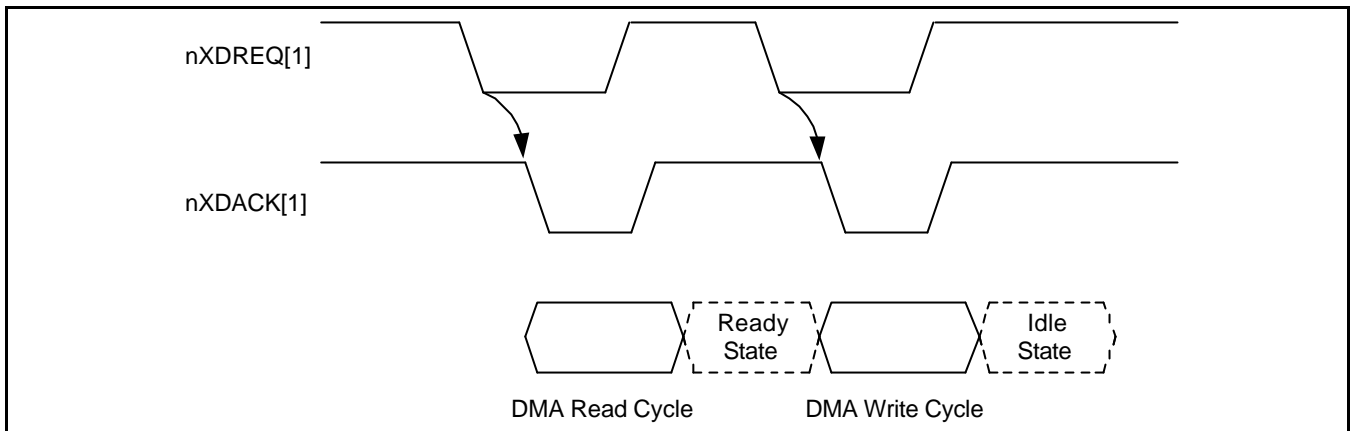 nXDREQ[1]
nXDACK[1]
Ready
State
Idle
State
DMA Read Cycle
DMA Write Cycle